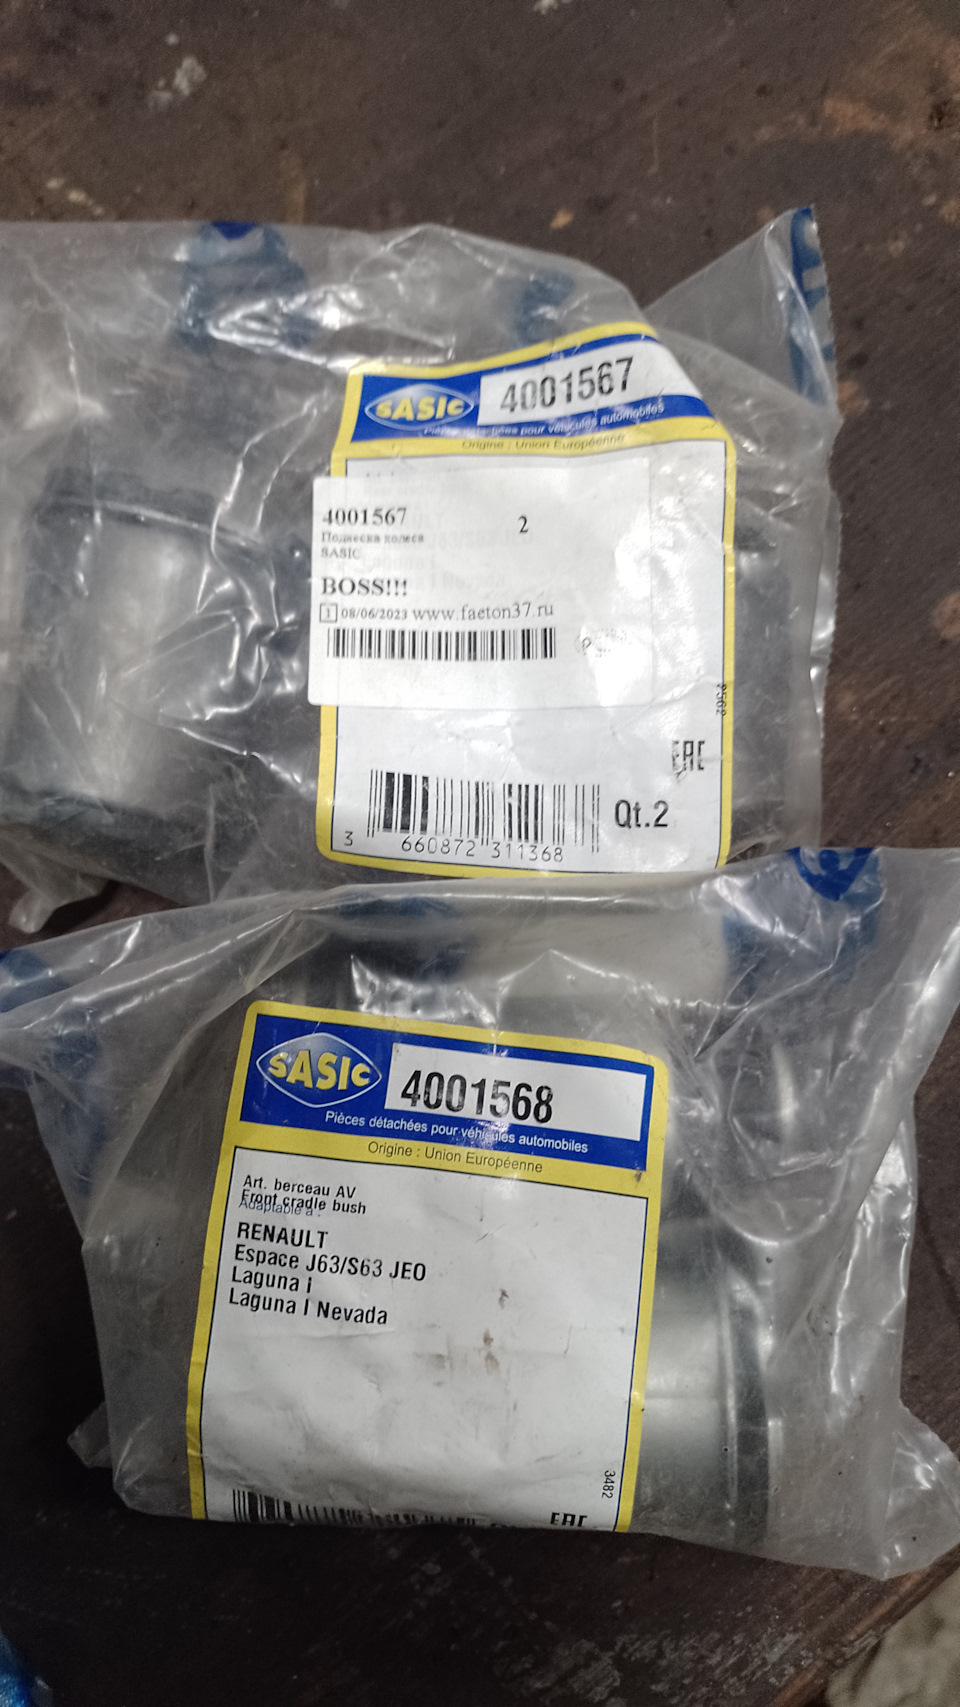 SASIC 4001567
Pièces détachées pour véhicules automobiles
Origine : Union Européenne
4001567 2
Подвеска колеса
SASIC
BOSS!!!
1 08/06/2023 www.faeton37.ru
EAC
Qt.2
3 660872 311368
SASIC 4001568
Pièces détachées pour véhicules automobiles
Origine : Union Européenne
Art. berceau AV
Front cradle bush
Adaptable à :
RENAULT
Espace J63/S63 JEO
Laguna I
Laguna I Nevada
3482
EAC